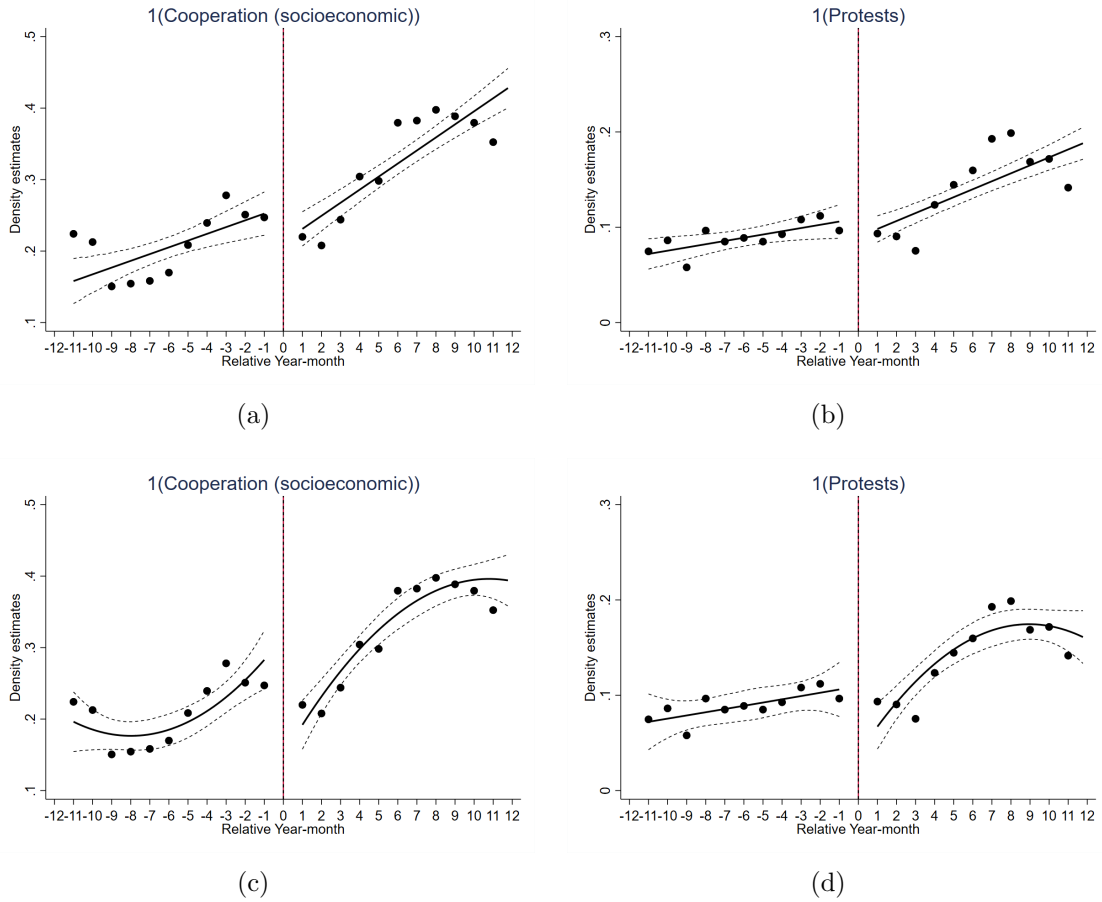 1(Cooperation (socioeconomic))
Density estimates
.5
.4
.3
.2
.1
-12 -11 -10 -9 -8 -7 -6 -5 -4 -3 -2 -1 0 1 2 3 4 5 6 7 8 9 10 11 12
Relative Year-month
(a)
1(Protests)
Density estimates
.3
.2
.1
0
-12 -11 -10 -9 -8 -7 -6 -5 -4 -3 -2 -1 0 1 2 3 4 5 6 7 8 9 10 11 12
Relative Year-month
(b)
1(Cooperation (socioeconomic))
Density estimates
.5
.4
.3
.2
.1
-12 -11 -10 -9 -8 -7 -6 -5 -4 -3 -2 -1 0 1 2 3 4 5 6 7 8 9 10 11 12
Relative Year-month
(c)
1(Protests)
Density estimates
.3
.2
.1
0
-12 -11 -10 -9 -8 -7 -6 -5 -4 -3 -2 -1 0 1 2 3 4 5 6 7 8 9 10 11 12
Relative Year-month
(d)